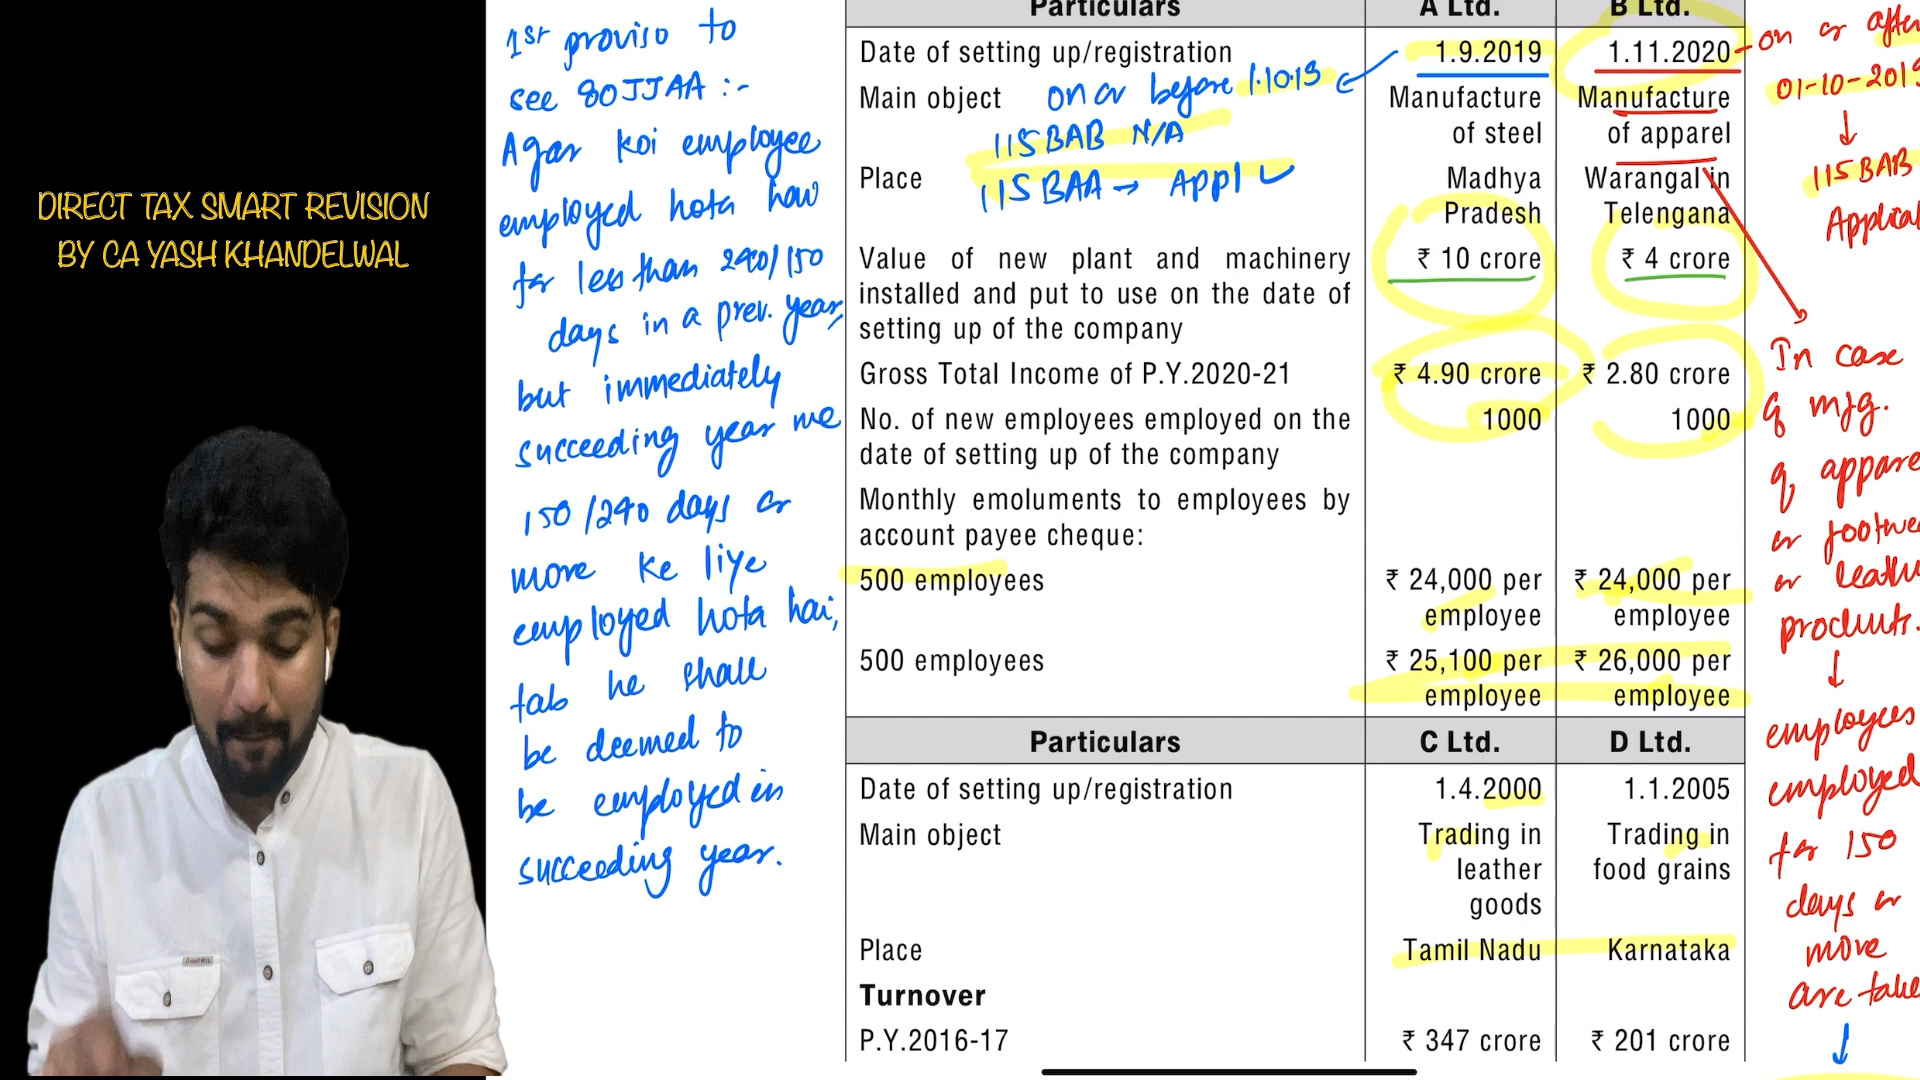 DIRECT TAX SMART REVISION
BY CA YASH KHANDELWAL
1st proviso to
see 80JJAA :-
Agar koi employee
employed hota hai
for less than 240/150
days in a prev. year,
but immediately
succeeding year me
150/240 days or
more ke liye
employed hota hai,
tab he shall
be deemed to
be employed in
succeeding year.
Particulars A Ltd. B Ltd.
Date of setting up/registration 1.9.2019 1.11.2020
Main object Manufacture of steel Manufacture of apparel
Place Madhya Pradesh Warangal in Telengana
Value of new plant and machinery ₹ 10 crore ₹ 4 crore
installed and put to use on the date of
setting up of the company
Gross Total Income of P.Y.2020-21 ₹ 4.90 crore ₹ 2.80 crore
No. of new employees employed on the 1000 1000
date of setting up of the company
Monthly emoluments to employees by
account payee cheque:
500 employees ₹ 24,000 per employee ₹ 24,000 per employee
500 employees ₹ 25,100 per employee ₹ 26,000 per employee
Particulars C Ltd. D Ltd.
Date of setting up/registration 1.4.2000 1.1.2005
Main object Trading in leather goods Trading in food grains
Place Tamil Nadu Karnataka
Turnover
P.Y.2016-17 ₹ 347 crore ₹ 201 crore
on or before 1.10.19
115BAB N/A
115BAA → Appl ✓
on or after
01-10-2019
115BAB
In case
of mfg.
of
or
or
products.
employees
employed
for 150
days or
more
are